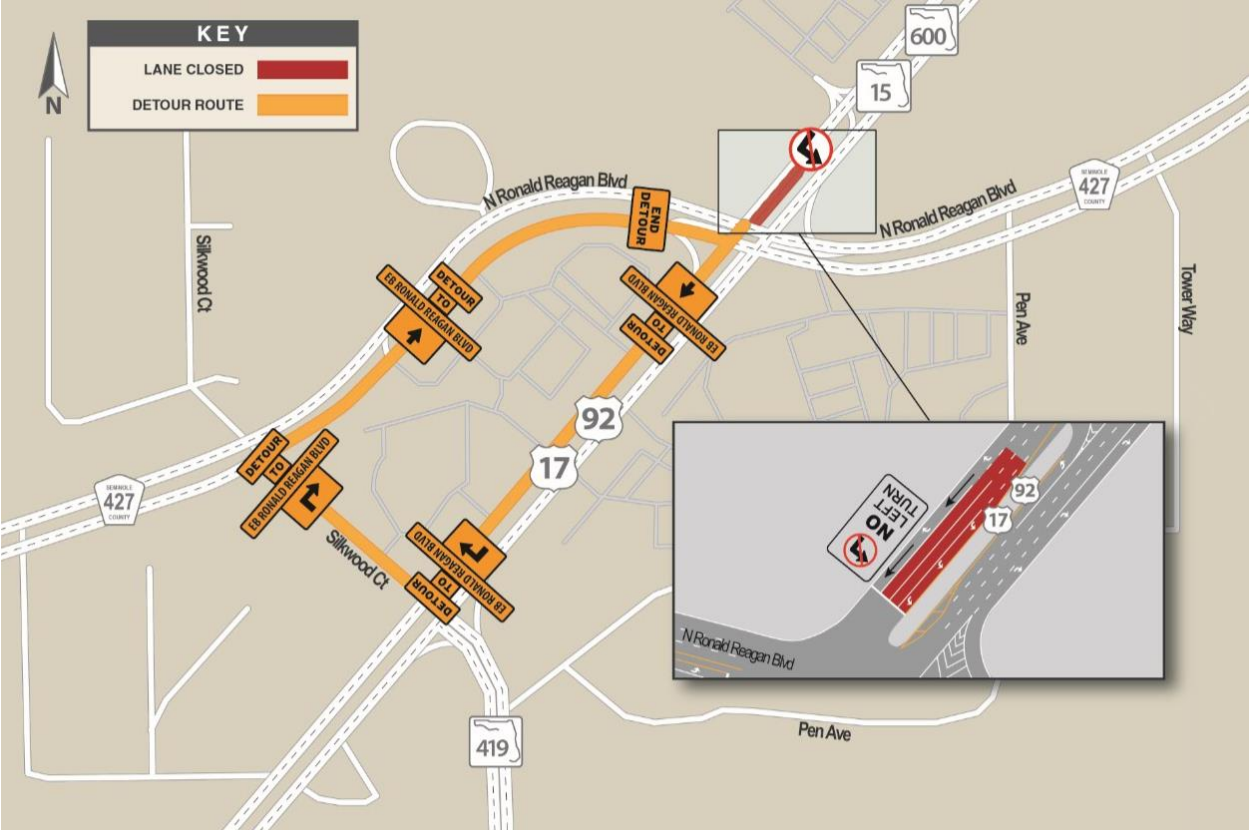 KEY
LANE CLOSED
DETOUR ROUTE
N
600
15
N Ronald Reagan Blvd
END
DETOUR
N Ronald Reagan Blvd
SEMINOLE
427
COUNTY
Silkwood Ct
DETOUR
TO
EB RONALD REAGAN BLVD
EB RONALD REAGAN BLVD
TO
DETOUR
Pen Ave
Tower Way
92
17
DETOUR
TO
EB RONALD REAGAN BLVD
SEMINOLE
427
COUNTY
Silkwood Ct
EB RONALD REAGAN BLVD
TO
DETOUR
NO
LEFT
TURN
92
17
N Ronald Reagan Blvd
419
Pen Ave